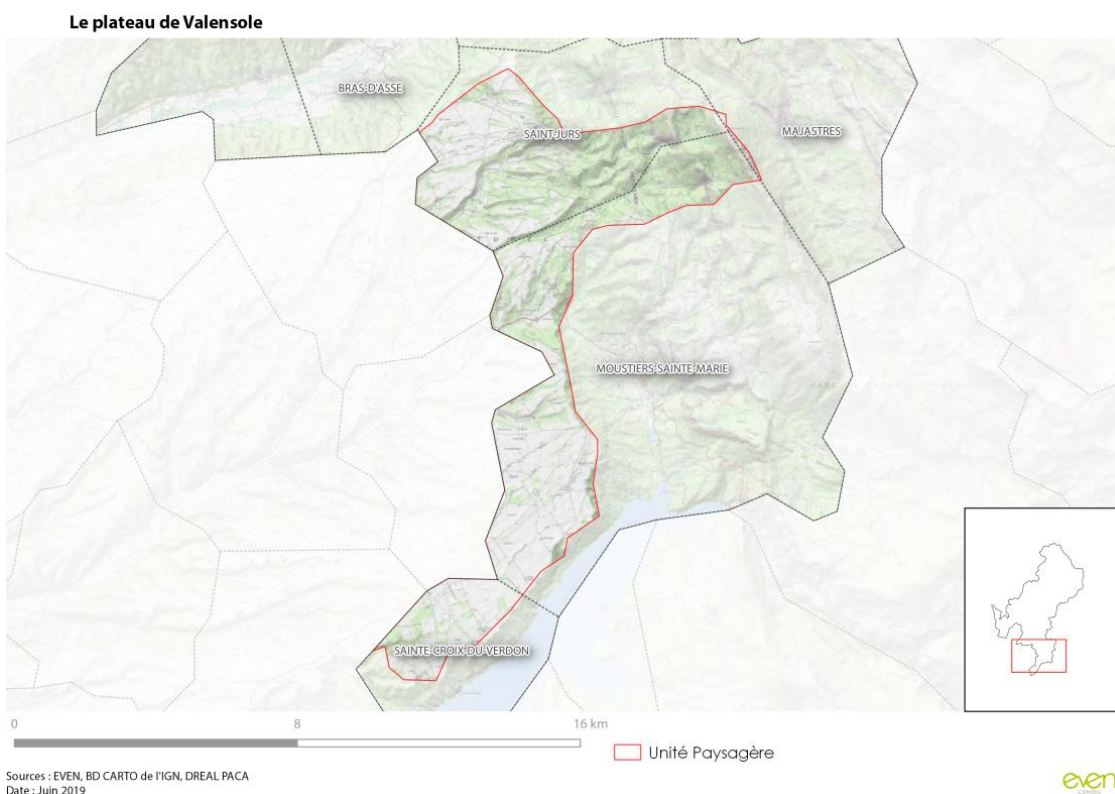 Le plateau de Valensole
BRAS-D'ASSE
SAINT-JURS
MAJASTRES
MOUSTIERS-SAINTE-MARIE
SAINTE-CROIX-DU-VERDON
0 8 16 km
Unité Paysagère
Sources : EVEN, BD CARTO de l'IGN, DREAL PACA
Date : Juin 2019
even
CONSEIL